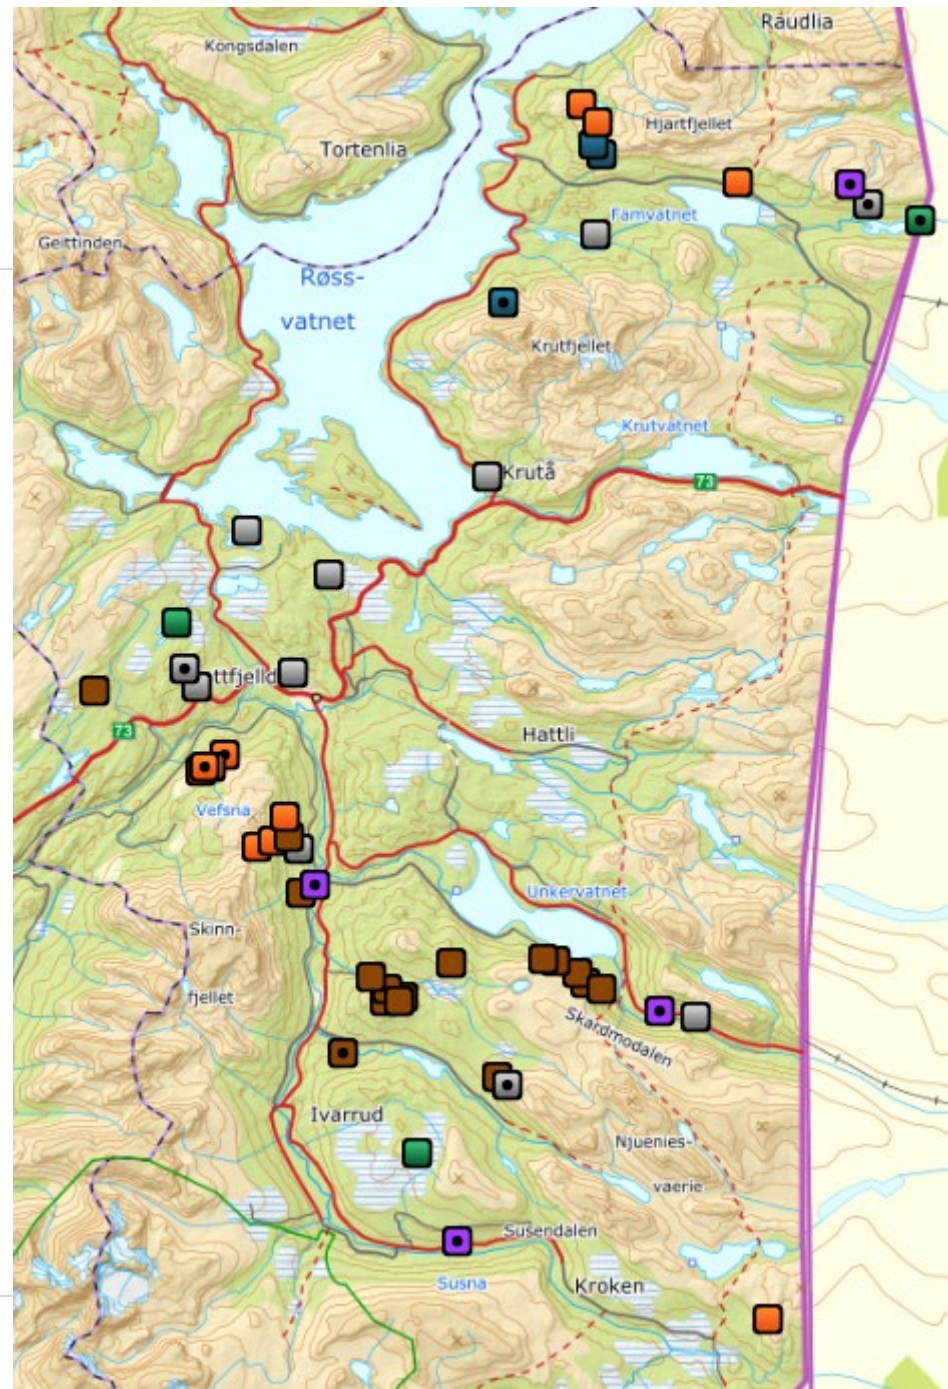 Raudlia
Kongsdalen
Hjartfjellet
Tortenlia
Famvatnet
Geittinden
Røss-
vatnet
Krutfjellet
Krutvatnet
Krutå
73
ttfjelld
73
Hattli
Vefsna
Unkervatnet
Skinn-
fjellet
Skardmodalen
Ivarrud
Njuenies-
vaerie
Susendalen
Susna
Kroken